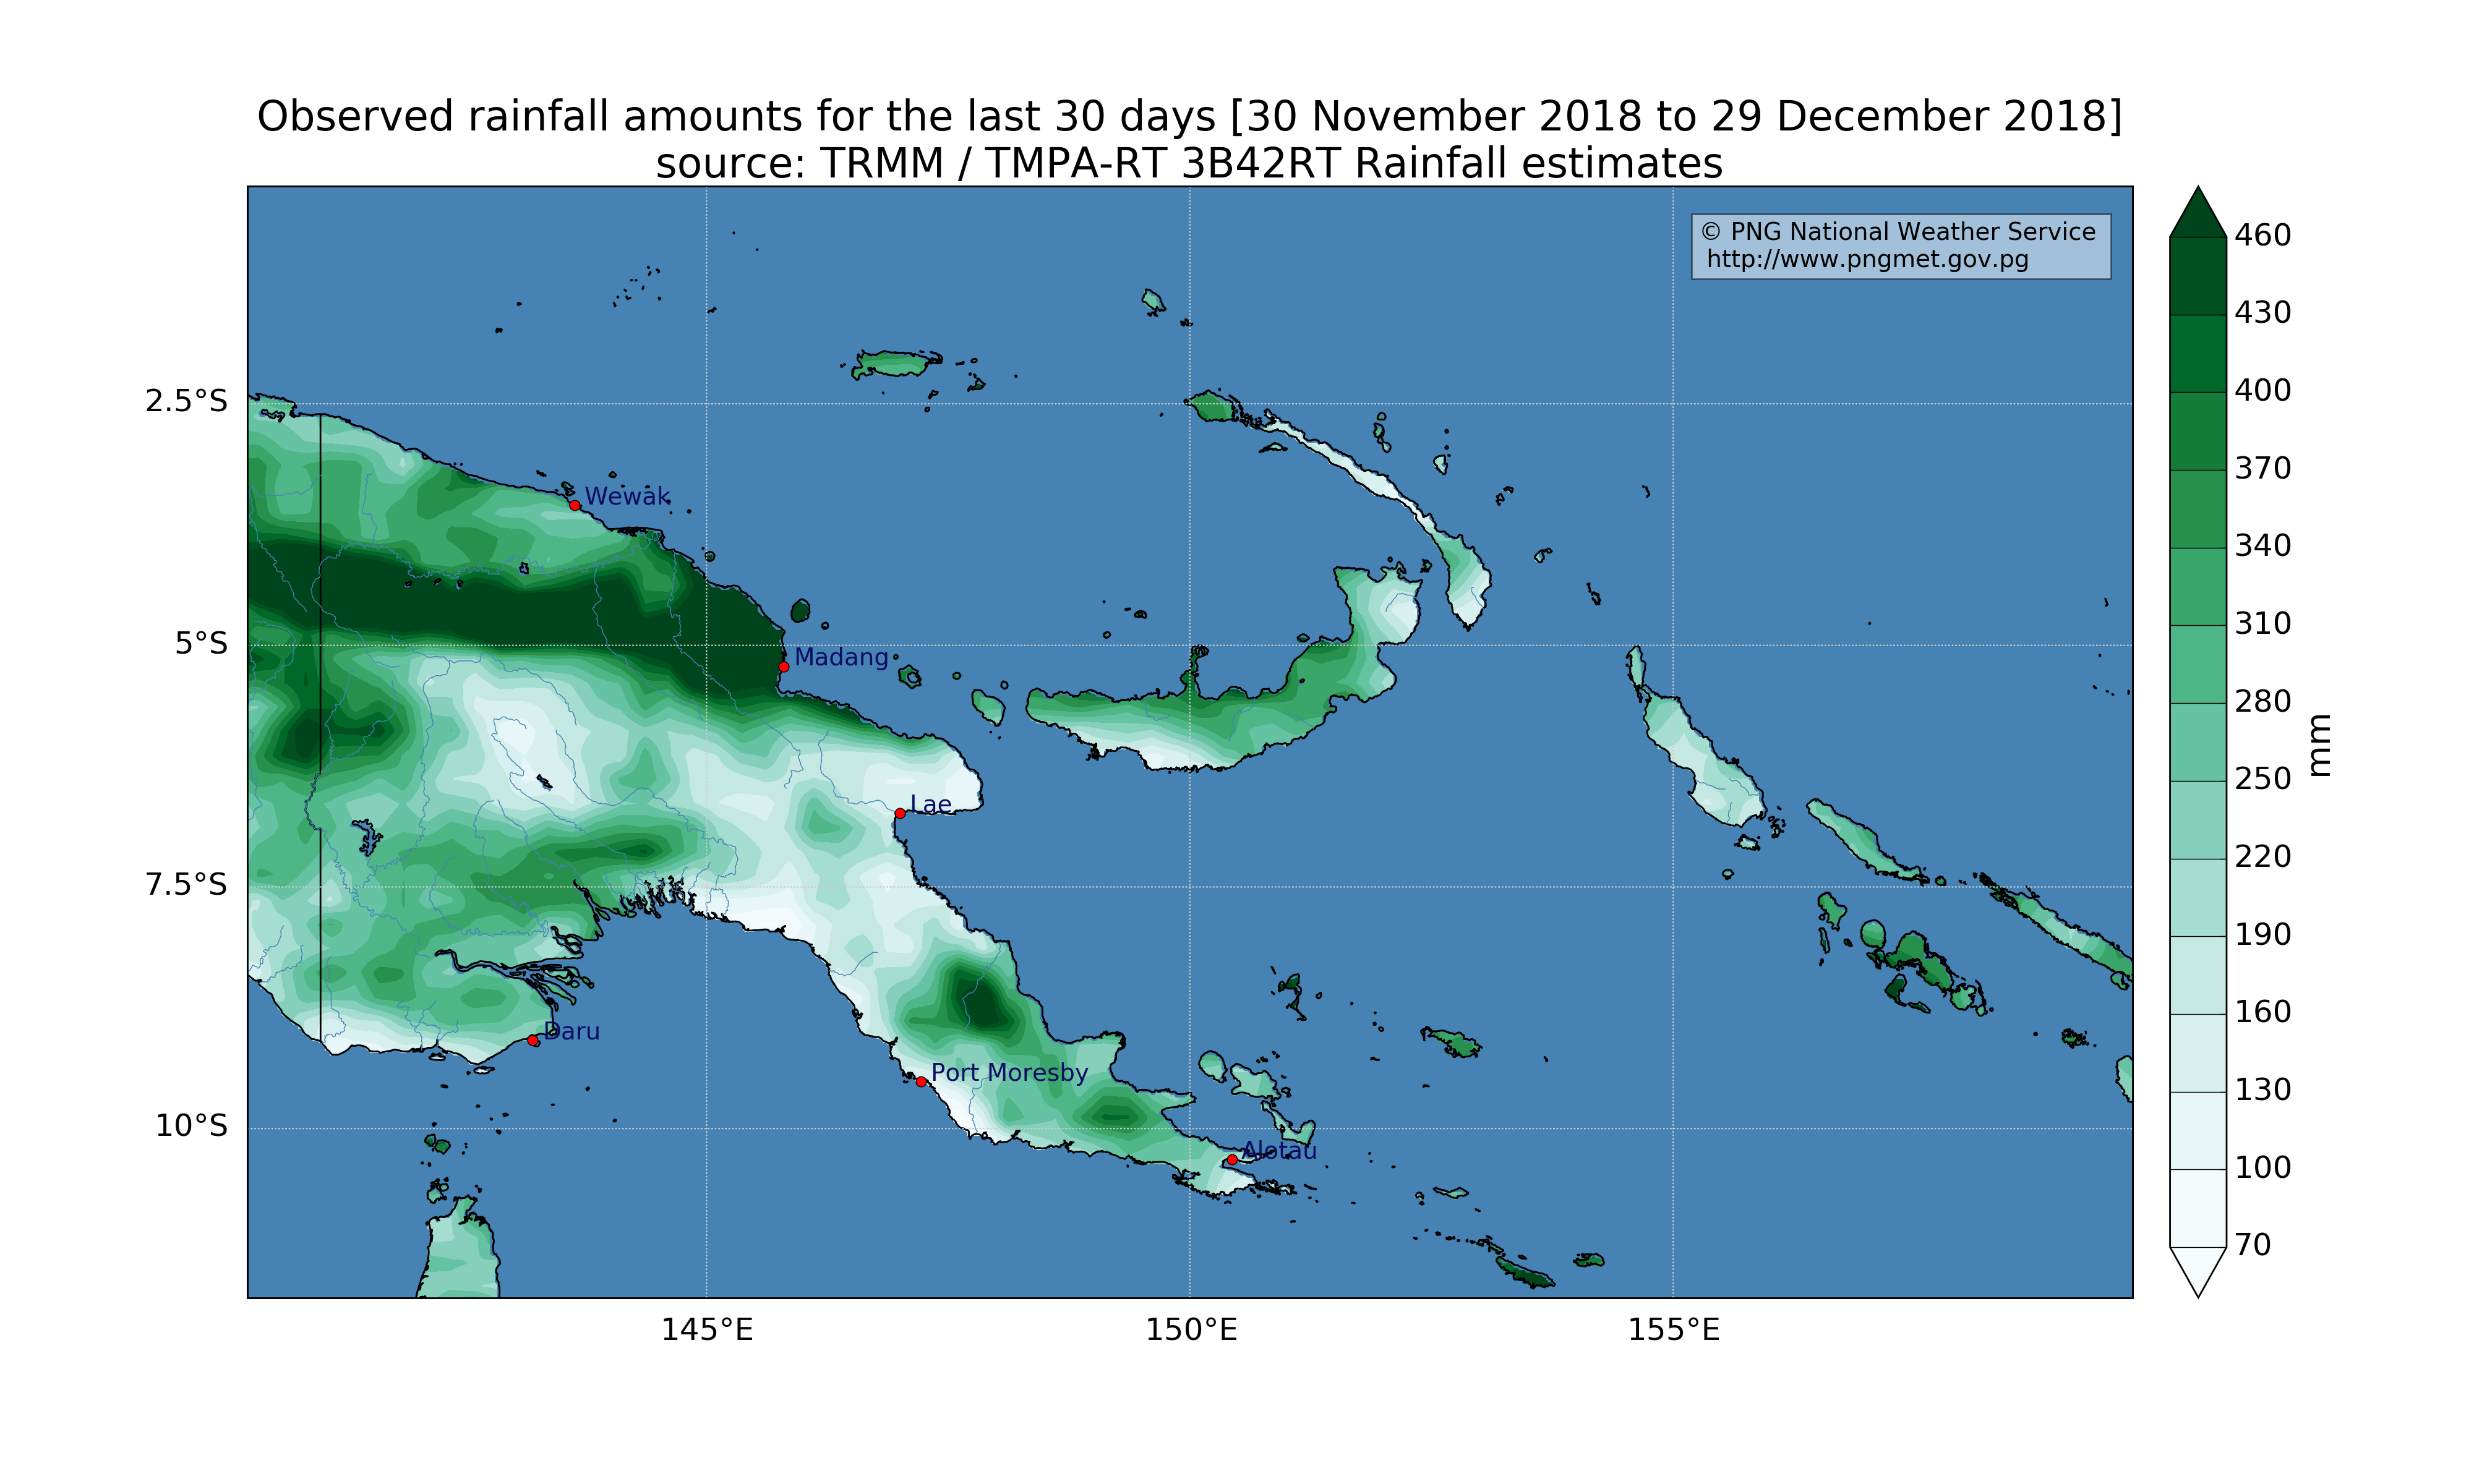 Observed rainfall amounts for the last 30 days [30 November 2018 to 29 December 2018]
source: TRMM / TMPA-RT 3B42RT Rainfall estimates
© PNG National Weather Service
http://www.pngmet.gov.pg
2.5°S
5°S
7.5°S
10°S
145°E
150°E
155°E
Wewak
Madang
Lae
Daru
Port Moresby
Alotau
460
430
400
370
340
310
280
250
220
190
160
130
100
70
mm